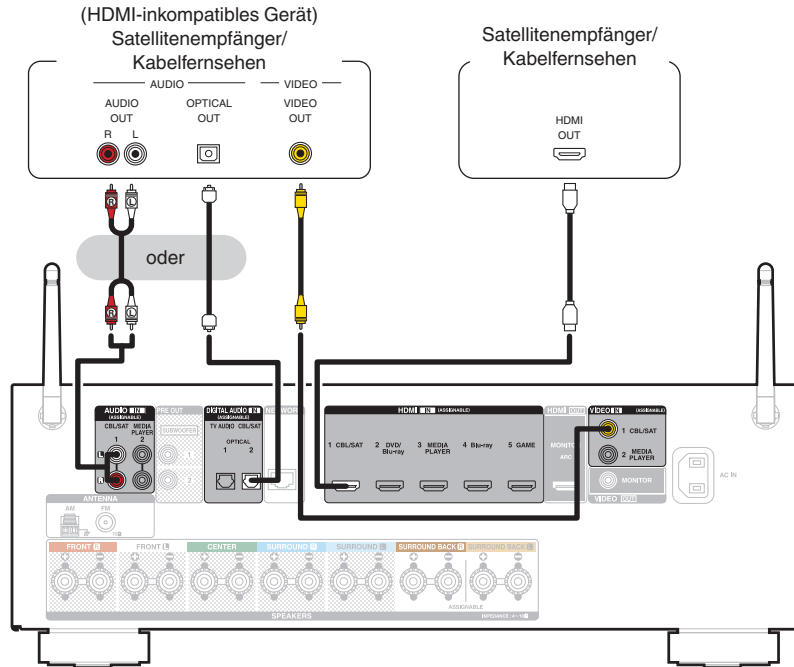 (HDMI-inkompatibles Gerät)
Satellitenempfänger/
Kabelfernsehen
AUDIO
VIDEO
AUDIO
OUT
OPTICAL
OUT
VIDEO
OUT
R L
Satellitenempfänger/
Kabelfernsehen
HDMI
OUT
R L
oder
R L
AUDIO IN
(ASSIGNABLE)
CBL/SAT
1
MEDIA
PLAYER
2
L
R
PRE OUT
SUBWOOFER
1
2
DIGITAL AUDIO IN
(ASSIGNABLE)
TV AUDIO CBL/SAT
OPTICAL
1 2
NETWORK
HDMI IN (ASSIGNABLE)
1 CBL/SAT
2 DVD/
Blu-ray
3 MEDIA
PLAYER
4 Blu-ray
5 GAME
HDMI OUT
MONITOR
ARC
VIDEO IN (ASSIGNABLE)
1 CBL/SAT
2 MEDIA
PLAYER
MONITOR
VIDEO OUT
AC IN
ANTENNA
AM FM
FRONT R
FRONT L
CENTER
SURROUND R
SURROUND L
SURROUND BACK R
SURROUND BACK L
ASSIGNABLE
SPEAKERS